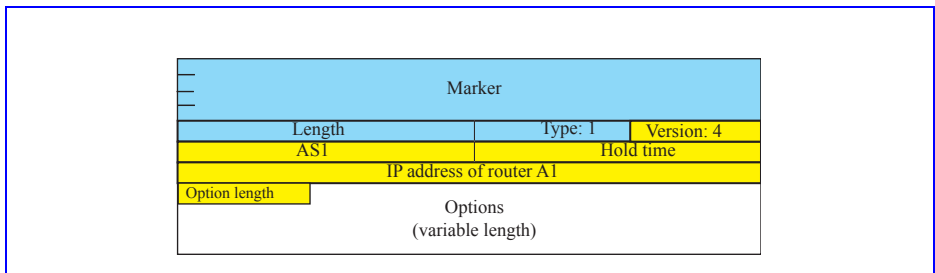 Marker
Length Type: 1 Version: 4
AS1 Hold time
IP address of router A1
Option length
Options
(variable length)